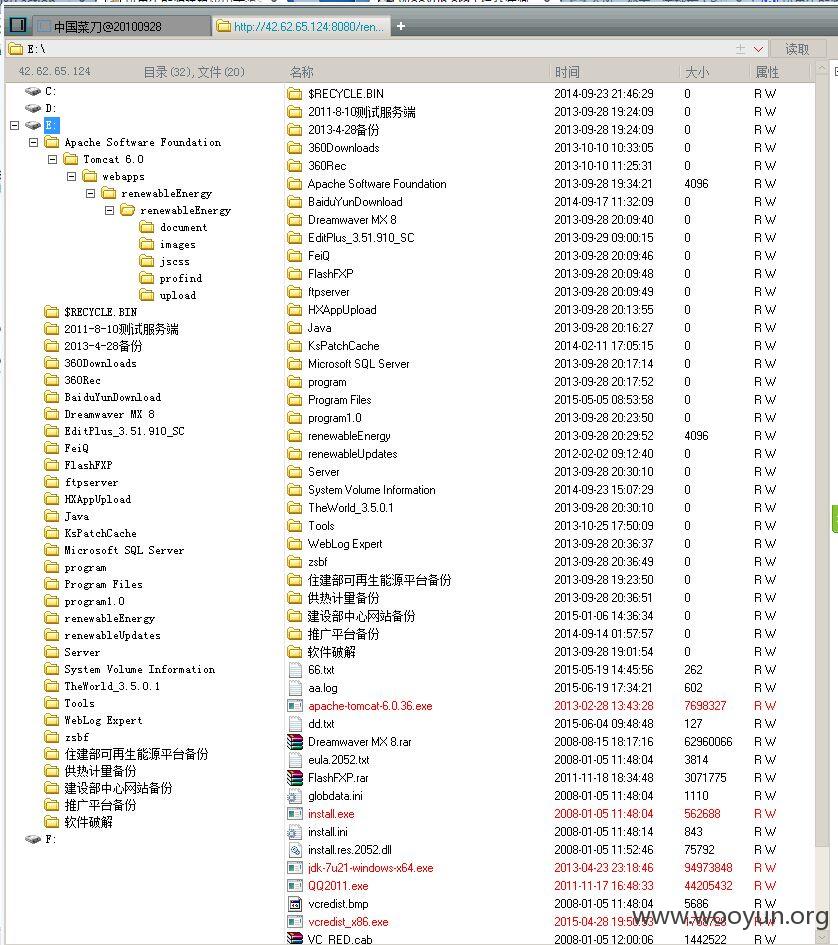 中国菜刀@20100928
http://42.62.65.124:8080/ren...
+
E:\
读取
42.62.65.124 目录(32),文件(20)
名称 时间 大小 属性
C:
D:
E:
Apache Software Foundation
Tomcat 6.0
webapps
renewableEnergy
renewableEnergy
document
images
jscss
profind
upload
$RECYCLE.BIN
2011-8-10测试服务端
2013-4-28备份
360Downloads
360Rec
BaiduYunDownload
Dreamwaver MX 8
EditPlus_3.51.910_SC
FeiQ
FlashFXP
ftpserver
HXAppUpload
Java
KsPatchCache
Microsoft SQL Server
program
Program Files
program1.0
renewableEnergy
renewableUpdates
Server
System Volume Information
TheWorld_3.5.0.1
Tools
WebLog Expert
zsbf
住建部可再生能源平台备份
供热计量备份
建设部中心网站备份
推广平台备份
软件破解
F:
$RECYCLE.BIN 2014-09-23 21:46:29 0 R W
2011-8-10测试服务端 2013-09-28 19:24:09 0 R W
2013-4-28备份 2013-09-28 19:24:09 0 R W
360Downloads 2013-10-10 10:33:05 0 R W
360Rec 2013-10-10 11:25:31 0 R W
Apache Software Foundation 2013-09-28 19:34:21 4096 R W
BaiduYunDownload 2014-09-17 11:32:09 0 R W
Dreamwaver MX 8 2013-09-28 20:09:40 0 R W
EditPlus_3.51.910_SC 2013-09-29 09:00:15 0 R W
FeiQ 2013-09-28 20:09:46 0 R W
FlashFXP 2013-09-28 20:09:48 0 R W
ftpserver 2013-09-28 20:09:49 0 R W
HXAppUpload 2013-09-28 20:13:55 0 R W
Java 2013-09-28 20:16:27 0 R W
KsPatchCache 2014-02-11 17:05:15 0 R W
Microsoft SQL Server 2013-09-28 20:17:14 0 R W
program 2013-09-28 20:17:52 0 R W
Program Files 2015-05-05 08:53:58 0 R W
program1.0 2013-09-28 20:23:50 0 R W
renewableEnergy 2013-09-28 20:29:52 4096 R W
renewableUpdates 2012-02-02 09:12:40 0 R W
Server 2013-09-28 20:30:10 0 R W
System Volume Information 2014-09-23 15:07:29 0 R W
TheWorld_3.5.0.1 2013-09-28 20:30:10 0 R W
Tools 2013-10-25 17:50:09 0 R W
WebLog Expert 2013-09-28 20:36:37 0 R W
zsbf 2013-09-28 20:36:49 0 R W
住建部可再生能源平台备份 2013-09-28 19:23:50 0 R W
供热计量备份 2013-09-28 20:36:51 0 R W
建设部中心网站备份 2015-01-06 14:36:34 0 R W
推广平台备份 2014-09-14 01:57:57 0 R W
软件破解 2013-09-28 19:01:54 0 R W
66.txt 2015-05-19 14:45:56 262 R W
aa.log 2015-06-19 17:34:21 602 R W
apache-tomcat-6.0.36.exe 2013-02-28 13:43:28 7698327 R W
dd.txt 2015-06-04 09:48:48 127 R W
Dreamwaver MX 8.rar 2008-08-15 18:17:16 62960066 R W
eula.2052.txt 2008-01-05 11:48:04 3814 R W
FlashFXP.rar 2011-11-18 18:34:48 3071775 R W
globdata.ini 2008-01-05 11:48:04 1110 R W
install.exe 2008-01-05 11:48:04 562688 R W
install.ini 2008-01-05 11:48:14 843 R W
install.res.2052.dll 2008-01-05 11:52:46 75792 R W
jdk-7u21-windows-x64.exe 2013-04-23 23:18:46 94973848 R W
QQ2011.exe 2011-11-17 16:48:33 44205432 R W
vcredist.bmp 2008-01-05 11:48:04 5686 R W
vcredist_x86.exe 2015-04-28 19:50:53 R W
VC_RED.cab 2008-01-05 12:00:06 1442522 R W
www.wooyun.org